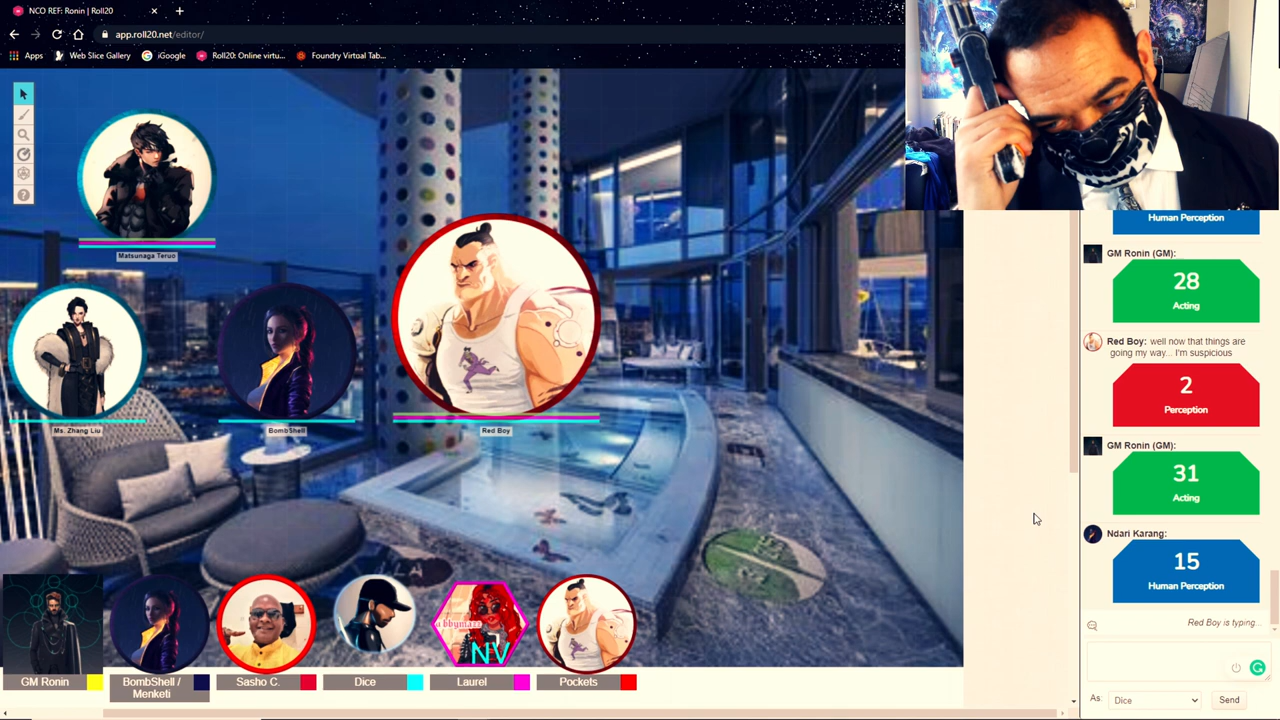 NCO REF: Ronin | Roll20
app.roll20.net/editor/
Apps
Web Slice Gallery
iGoogle
Roll20: Online virtu...
Foundry Virtual Tab...
Matsunaga Teruo
Ms. Zhang Liu
BombShell
Red Boy
Human Perception
GM Ronin (GM):
28
Acting
Red Boy: well now that things are
going my way... I'm suspicious
2
Perception
GM Ronin (GM):
31
Acting
Ndari Karang:
15
Human Perception
Red Boy is typing...
NV
GM Ronin
BombShell /
Menketi
Sasho C.
Dice
Laurel
Pockets
As:
Dice
Send